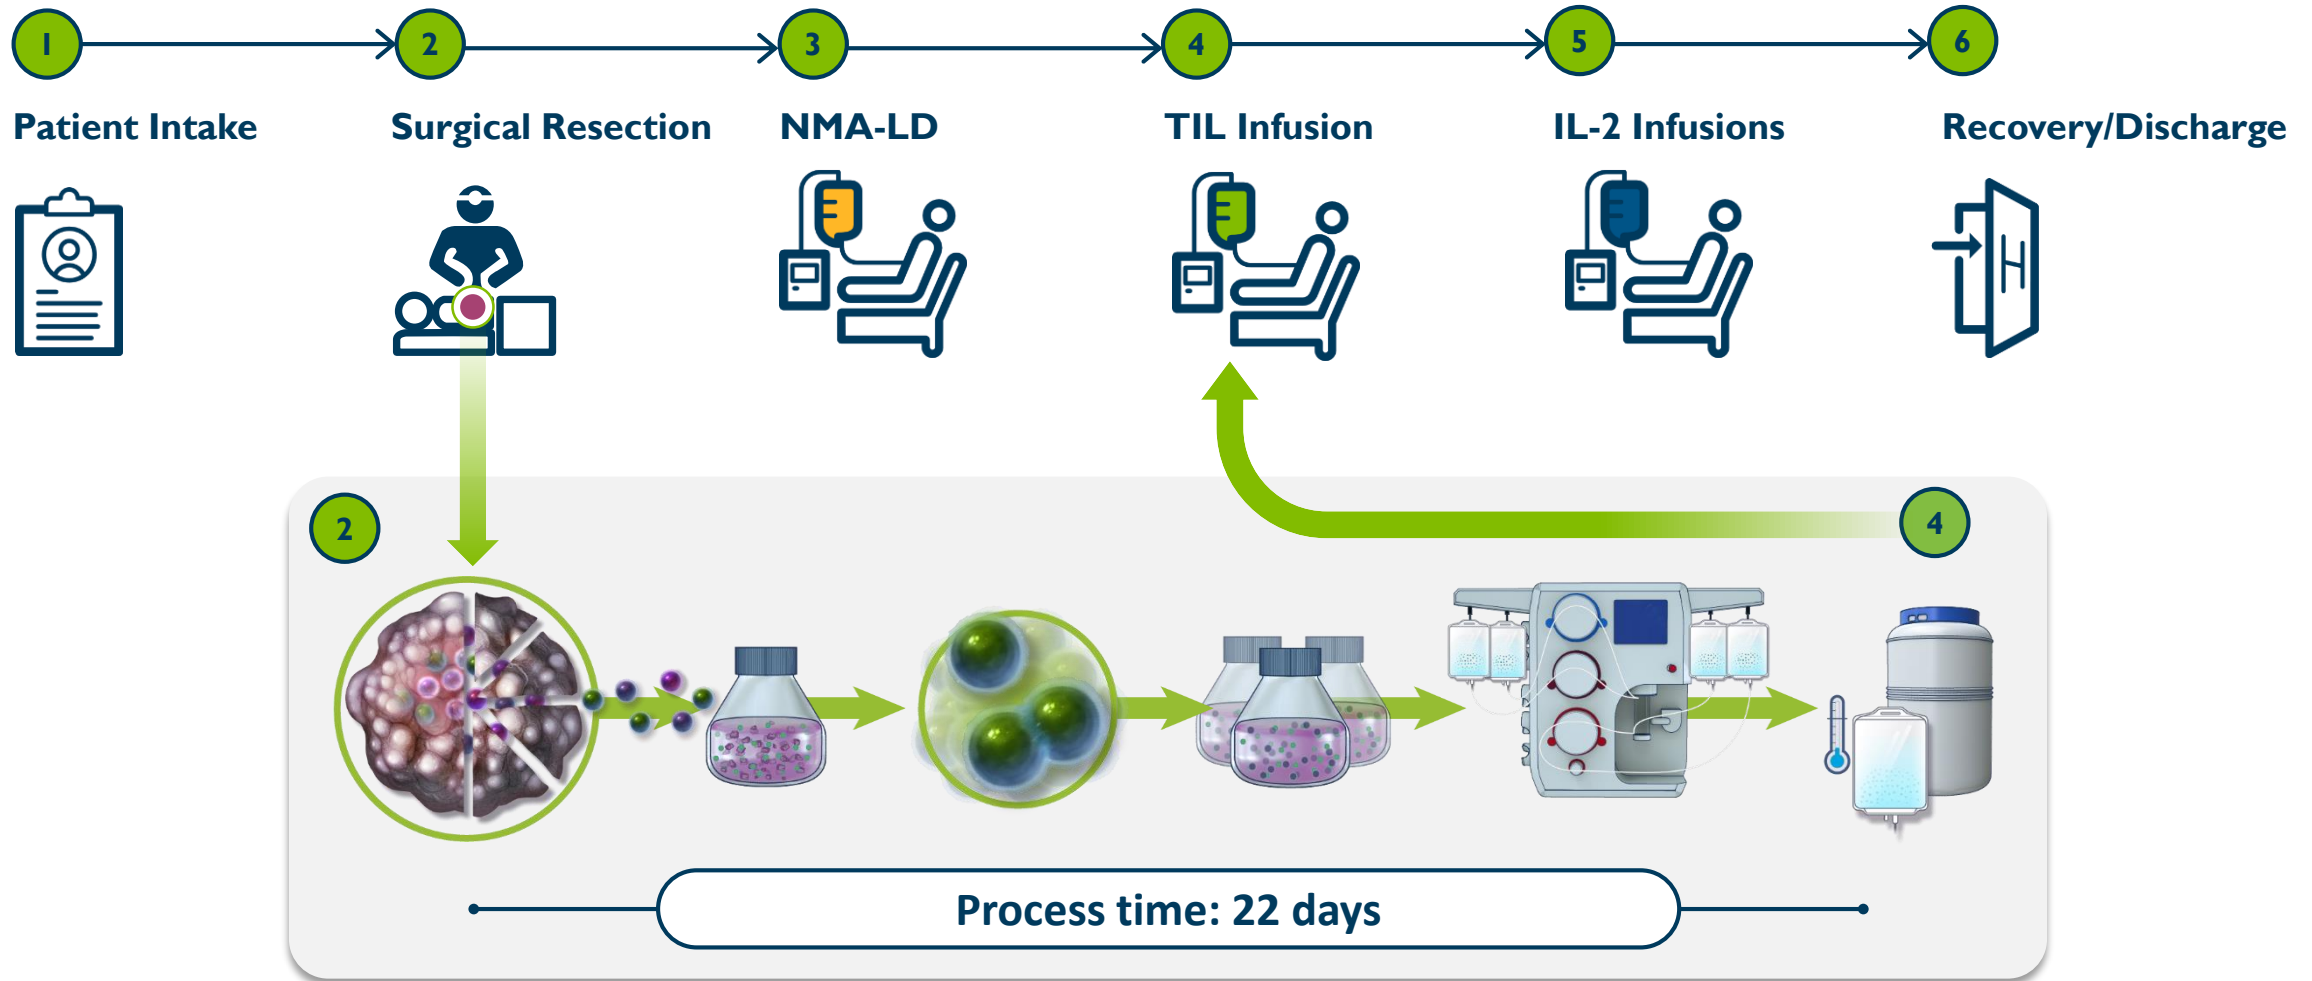 1
2
3
4
5
6
Patient Intake
Surgical Resection
NMA-LD
TIL Infusion
IL-2 Infusions
Recovery/Discharge
H
2
4
Process time: 22 days